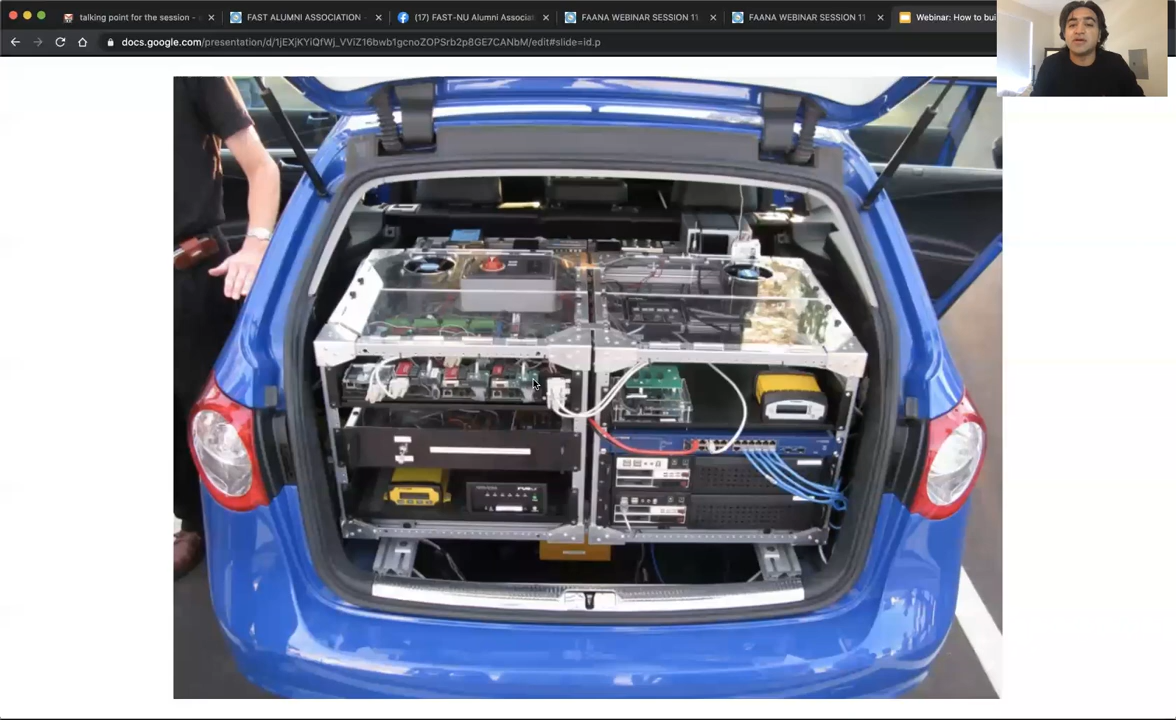 talking point for the session -
FAST ALUMNI ASSOCIATION -
(17) FAST-NU Alumni Associat
FAANA WEBINAR SESSION 11
FAANA WEBINAR SESSION 11
Webinar: How to bui
docs.google.com/presentation/d/1jEXjKYiQfWj_VViZ16bwb1gcnoZOPSrb2p8GE7CANbM/edit#slide=id.p